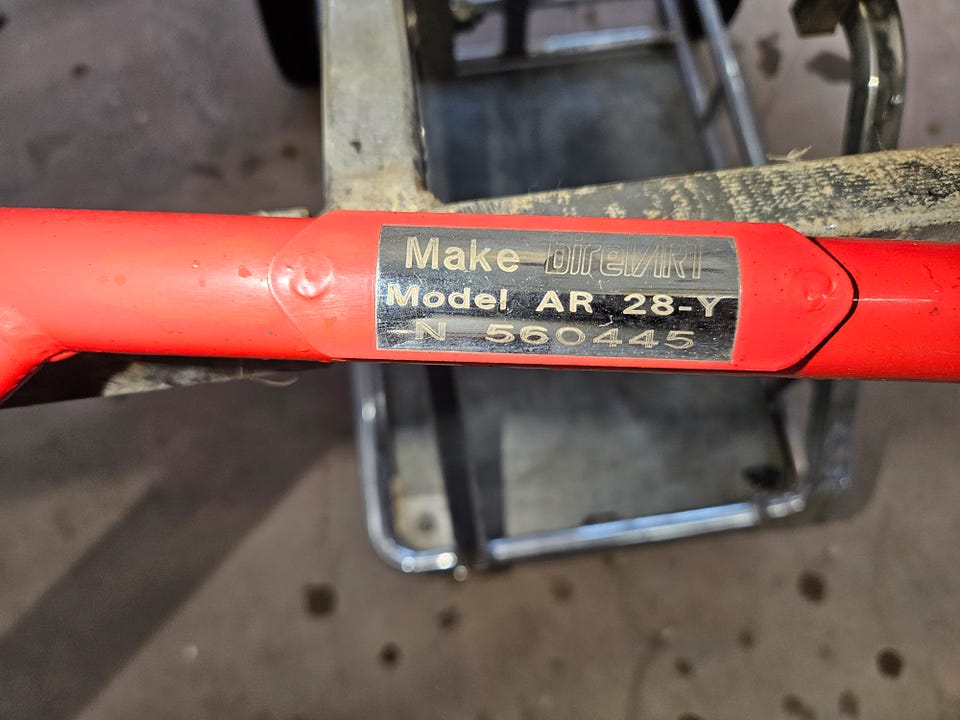 Make birelART
Model AR 28-Y
N 560445